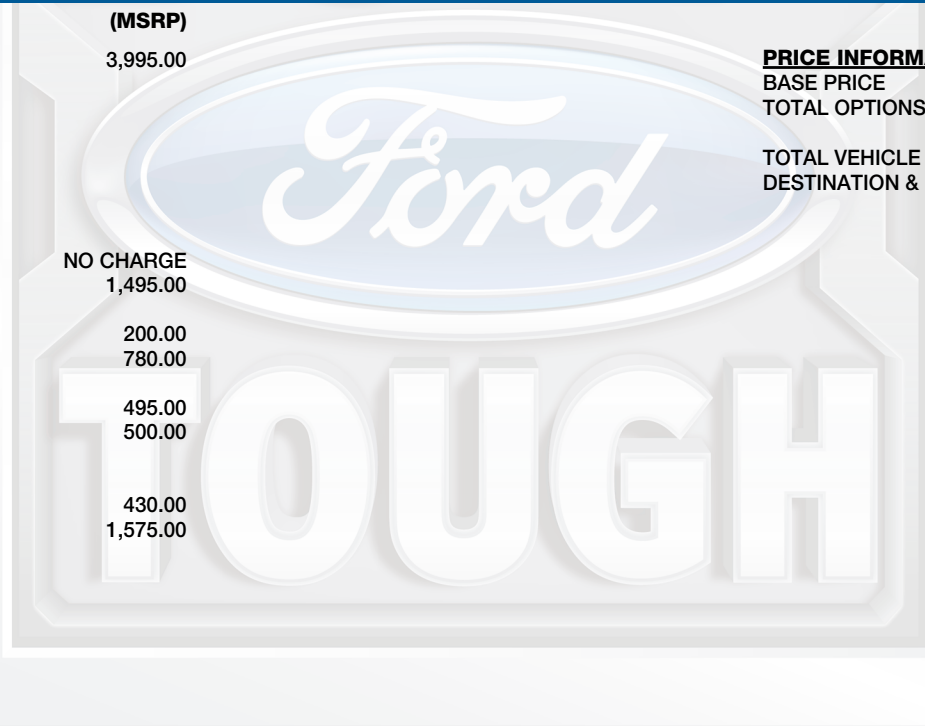 (MSRP)
3,995.00
NO CHARGE
1,495.00
200.00
780.00
495.00
500.00
430.00
1,575.00
PRICE INFORMA
BASE PRICE
TOTAL OPTIONS
TOTAL VEHICLE
DESTINATION &
Ford
TOUGH